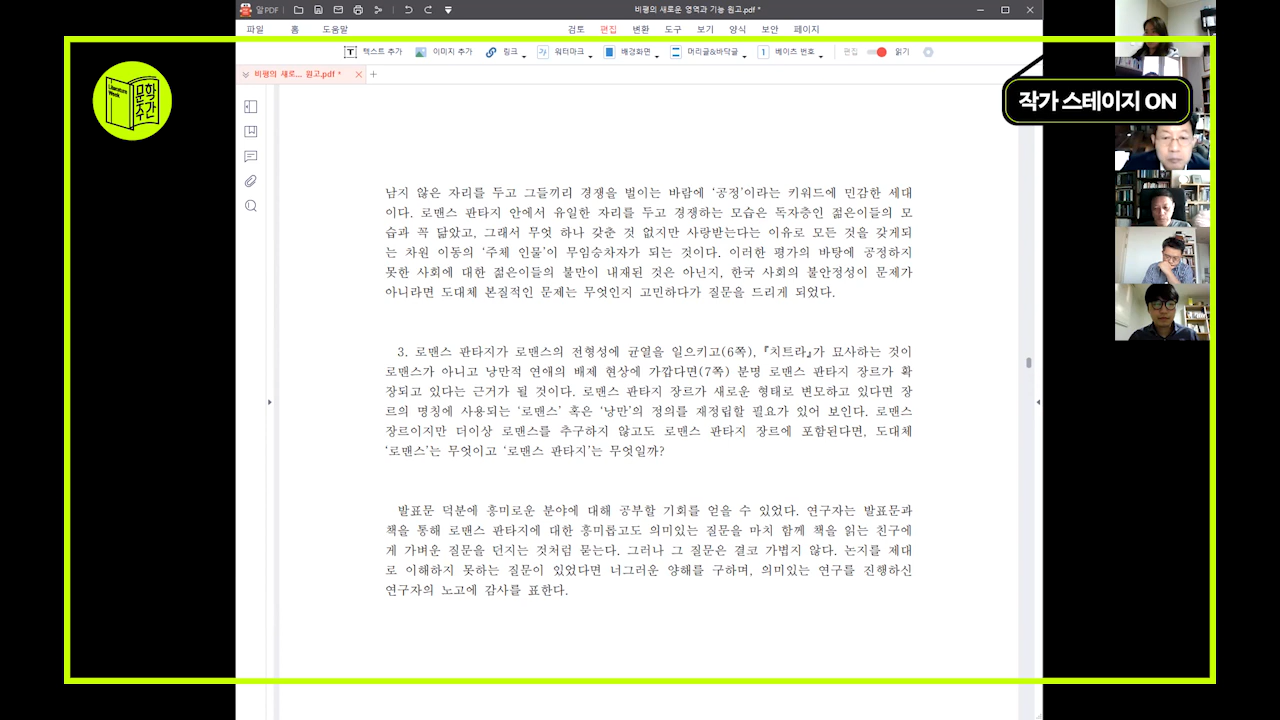 알PDF
비평의 새로운 영역과 기능 원고.pdf *
파일 홈 도움말 검토 편집 변환 도구 보기 양식 보안 페이지
T 텍스트 추가 이미지 추가 링크 가 워터마크 배경화면 머리글&바닥글 1 베이츠 번호 편집 읽기
비평의 새로... 원고.pdf *
Literature Week
문학주간
작가 스테이지 ON
남지 않은 자리를 두고 그들끼리 경쟁을 벌이는 바람에 ‘공정’이라는 키워드에 민감한 세대
이다. 로맨스 판타지 안에서 유일한 자리를 두고 경쟁하는 모습은 독자층인 젊은이들의 모
습과 꼭 닮았고, 그래서 무엇 하나 갖춘 것 없지만 사랑받는다는 이유로 모든 것을 갖게되
는 차원 이동의 ‘주체 인물’이 무임승차자가 되는 것이다. 이러한 평가의 바탕에 공정하지
못한 사회에 대한 젊은이들의 불만이 내재된 것은 아닌지, 한국 사회의 불안정성이 문제가
아니라면 도대체 본질적인 문제는 무엇인지 고민하다가 질문을 드리게 되었다.
3. 로맨스 판타지가 로맨스의 전형성에 균열을 일으키고(6쪽), 『치트라』가 묘사하는 것이
로맨스가 아니고 낭만적 연애의 배제 현상에 가깝다면(7쪽) 분명 로맨스 판타지 장르가 확
장되고 있다는 근거가 될 것이다. 로맨스 판타지 장르가 새로운 형태로 변모하고 있다면 장
르의 명칭에 사용되는 ‘로맨스’ 혹은 ‘낭만’의 정의를 재정립할 필요가 있어 보인다. 로맨스
장르이지만 더이상 로맨스를 추구하지 않고도 로맨스 판타지 장르에 포함된다면, 도대체
‘로맨스’는 무엇이고 ‘로맨스 판타지’는 무엇일까?
발표문 덕분에 흥미로운 분야에 대해 공부할 기회를 얻을 수 있었다. 연구자는 발표문과
책을 통해 로맨스 판타지에 대한 흥미롭고도 의미있는 질문을 마치 함께 책을 읽는 친구에
게 가벼운 질문을 던지는 것처럼 묻는다. 그러나 그 질문은 결코 가볍지 않다. 논지를 제대
로 이해하지 못하는 질문이 있었다면 너그러운 양해를 구하며, 의미있는 연구를 진행하신
연구자의 노고에 감사를 표한다.